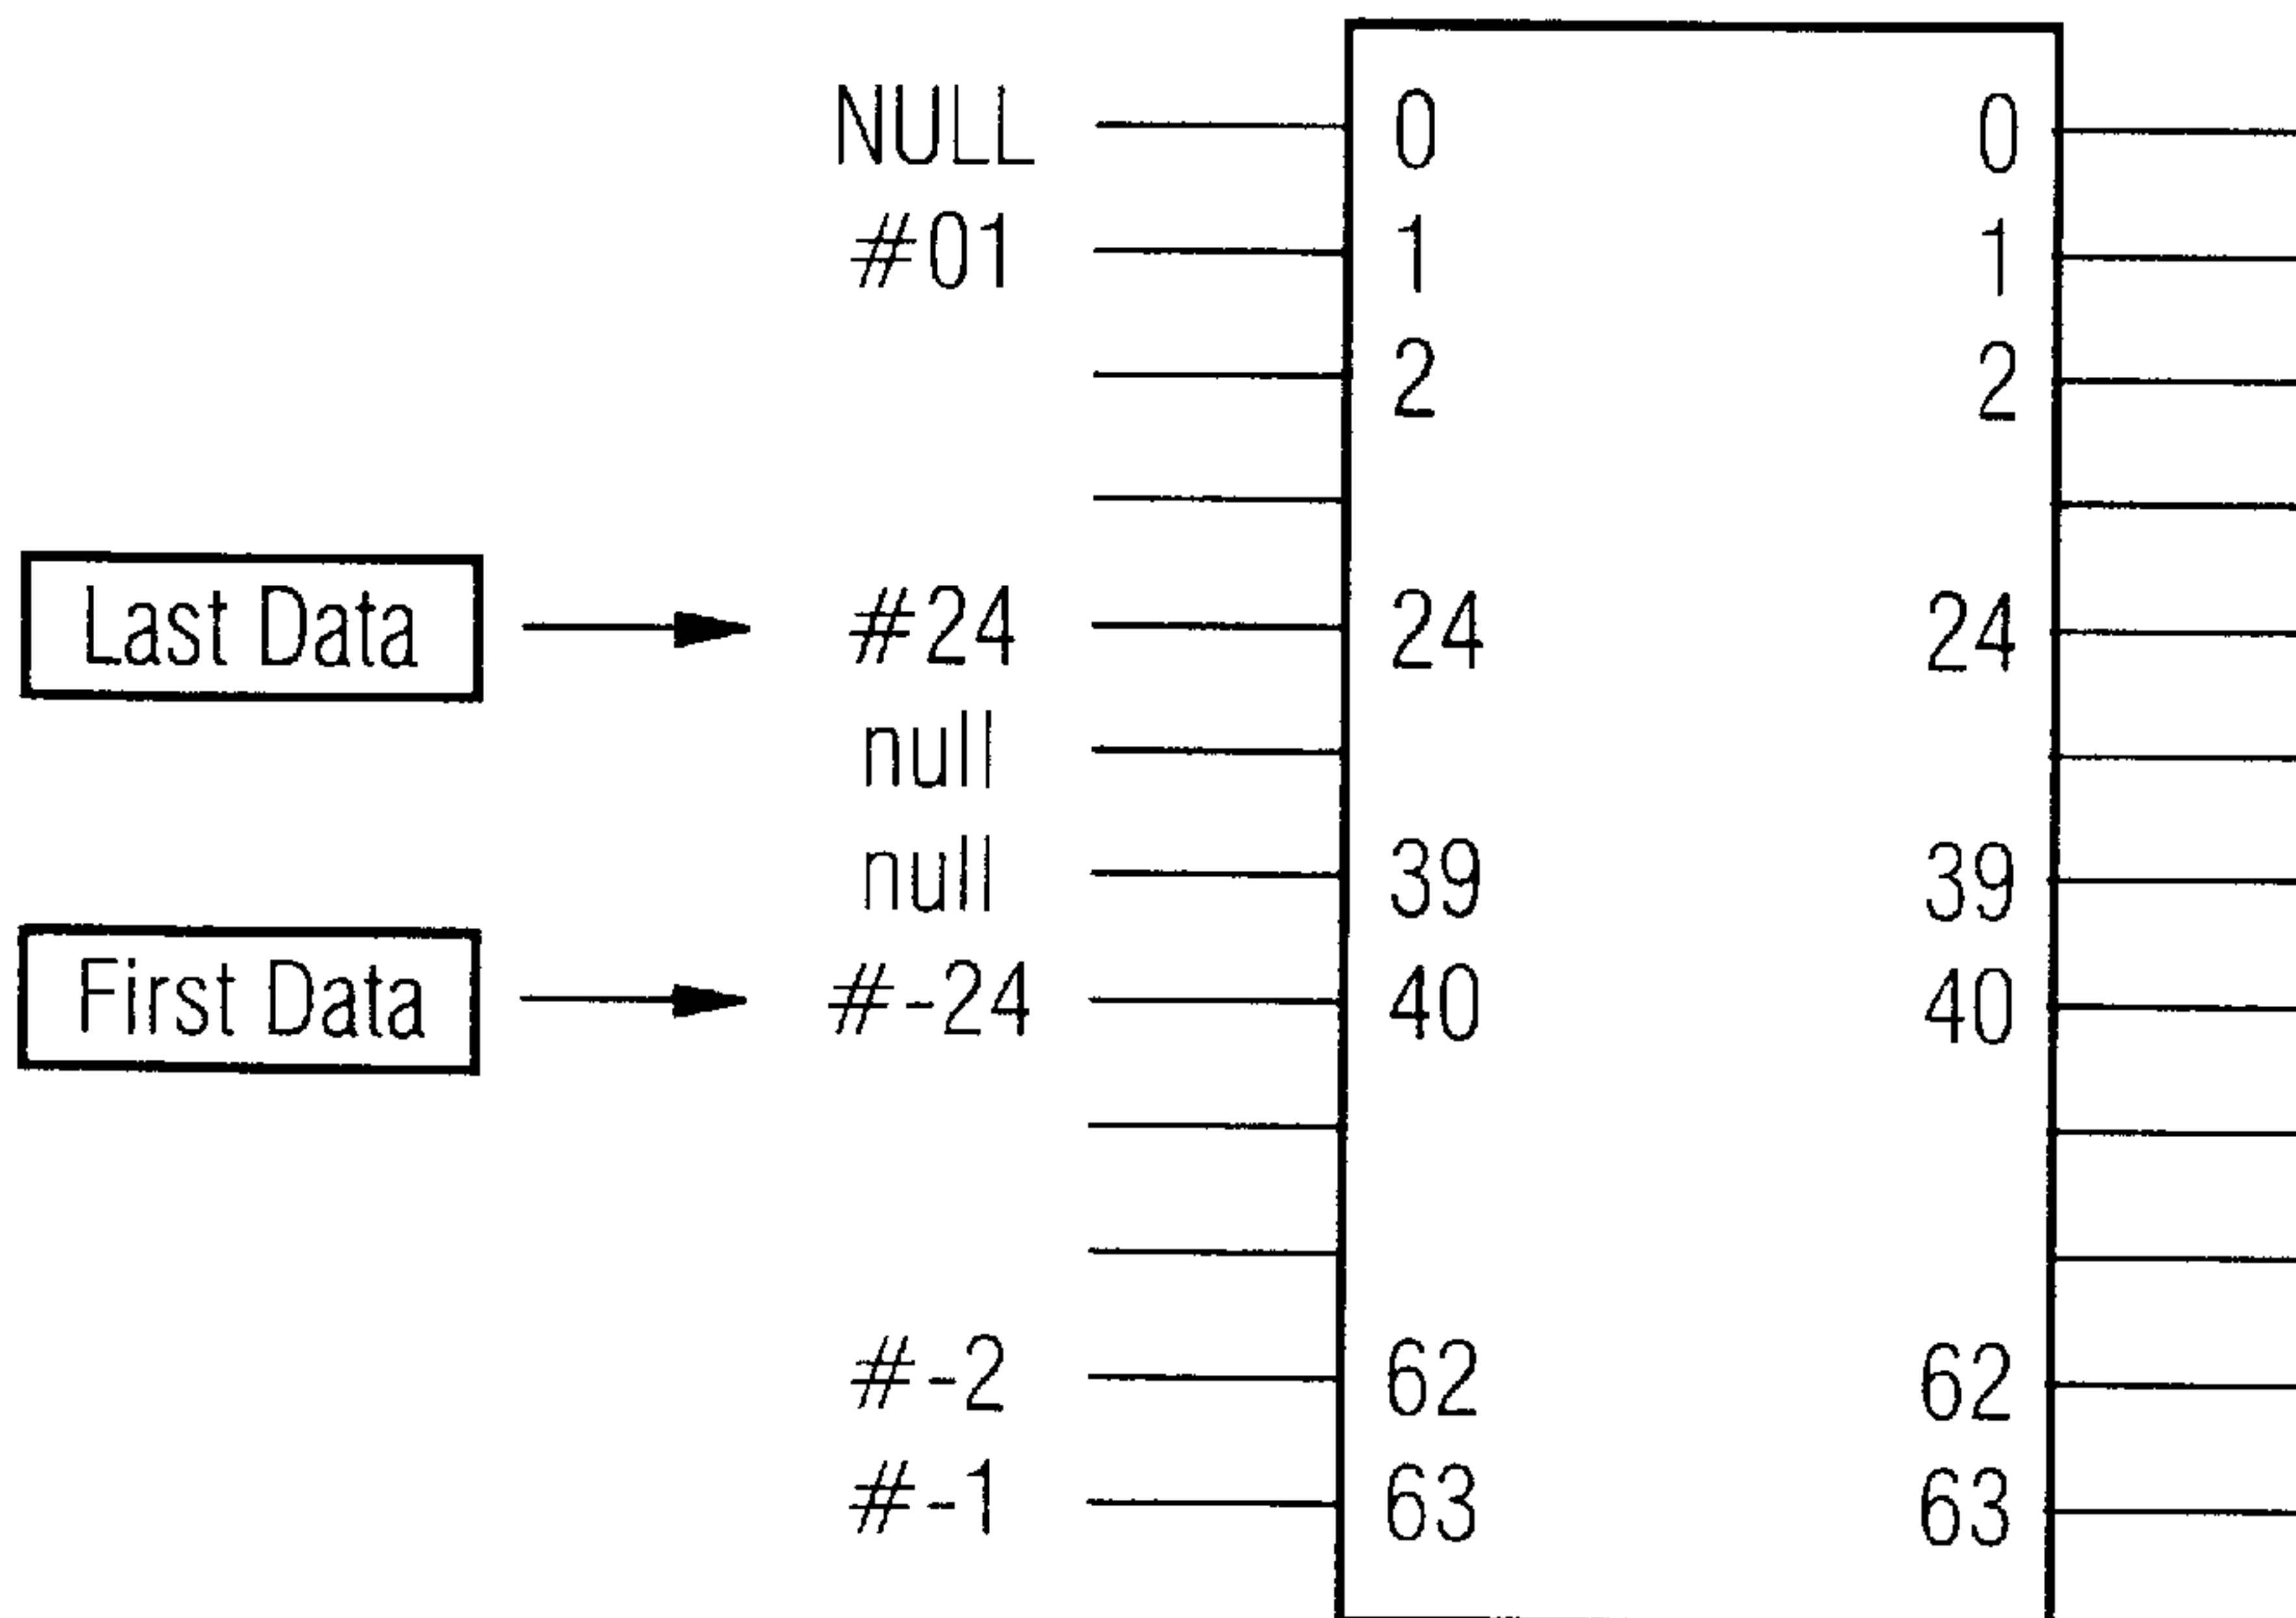 NULL 0 0
#01 1 1
2 2
Last Data #24 24 24
null
null 39 39
First Data #-24 40 40
#-2 62 62
#-1 63 63